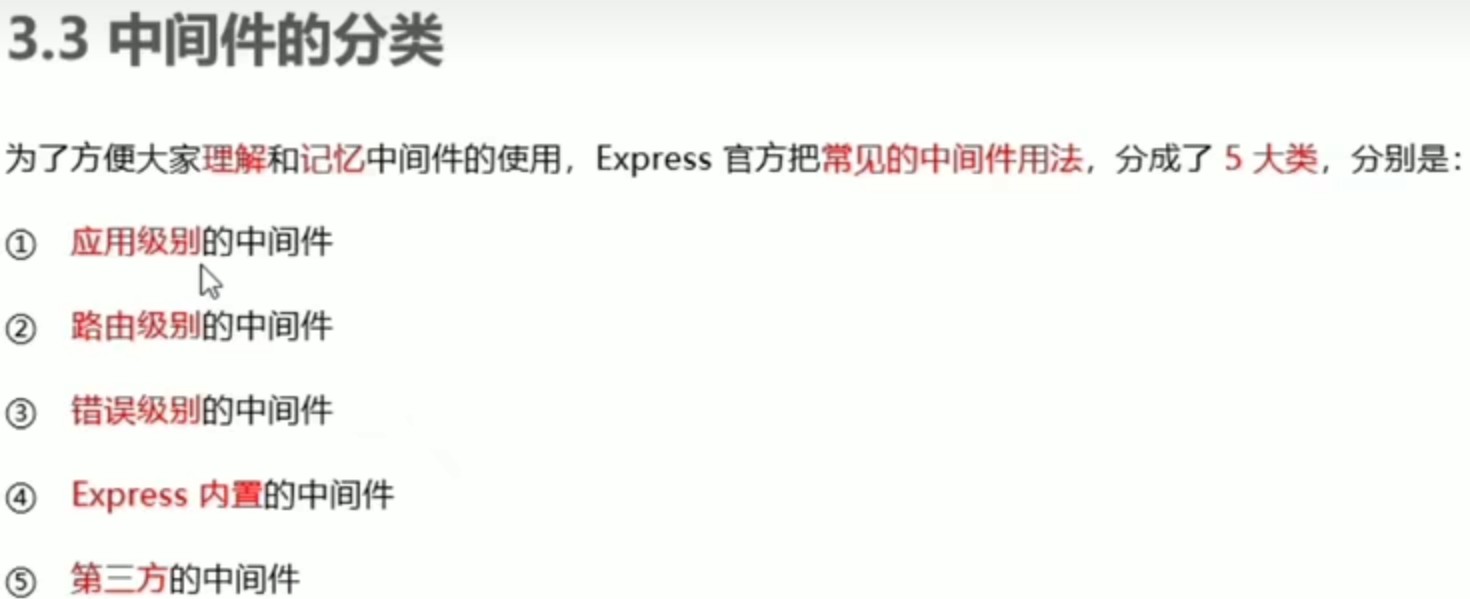 3.3 中间件的分类
为了方便大家理解和记忆中间件的使用，Express 官方把常见的中间件用法，分成了 5 大类，分别是：
① 应用级别的中间件
② 路由级别的中间件
③ 错误级别的中间件
④ Express 内置的中间件
⑤ 第三方的中间件